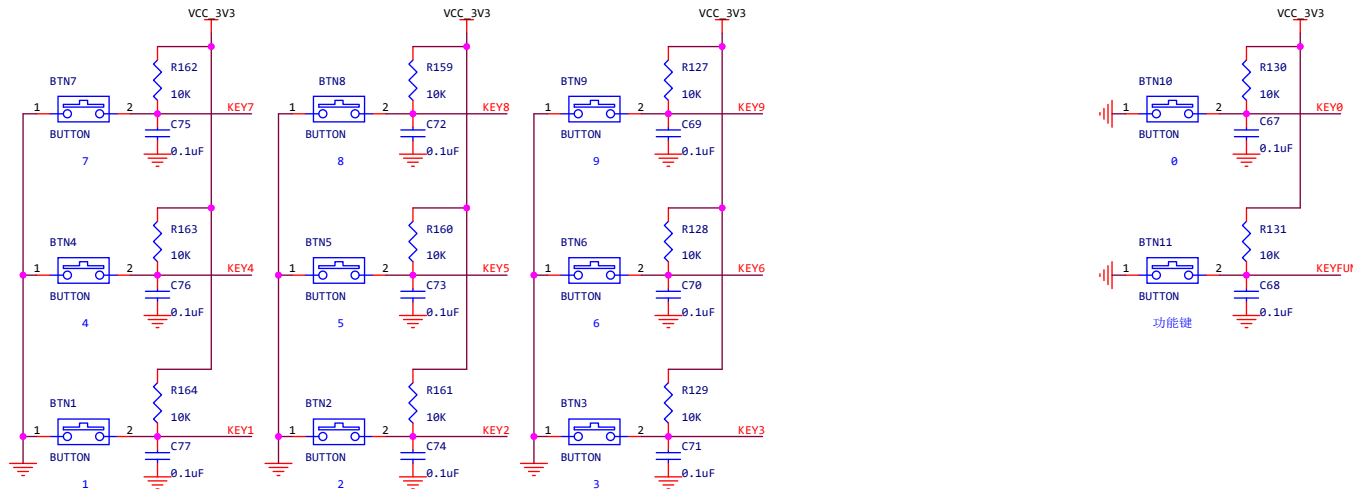 VCC_3V3 VCC_3V3 VCC_3V3 VCC_3V3
R162 R159 R127 R130
BTN7 BTN8 BTN9 BTN10
10K 10K 10K 10K
1 2 KEY7 1 2 KEY8 1 2 KEY9 1 2 KEY0
C75 C72 C69 C67
BUTTON BUTTON BUTTON BUTTON
0.1uF 0.1uF 0.1uF 0.1uF
7 8 9 0
R163 R160 R128 R131
BTN4 BTN5 BTN6 BTN11
10K 10K 10K 10K
1 2 KEY4 1 2 KEY5 1 2 KEY6 1 2 KEYFUN
C76 C73 C70 C68
BUTTON BUTTON BUTTON BUTTON
0.1uF 0.1uF 0.1uF 0.1uF
4 5 6 功能键
R164 R161 R129
BTN1 BTN2 BTN3
10K 10K 10K
1 2 KEY1 1 2 KEY2 1 2 KEY3
C77 C74 C71
BUTTON BUTTON BUTTON
0.1uF 0.1uF 0.1uF
1 2 3